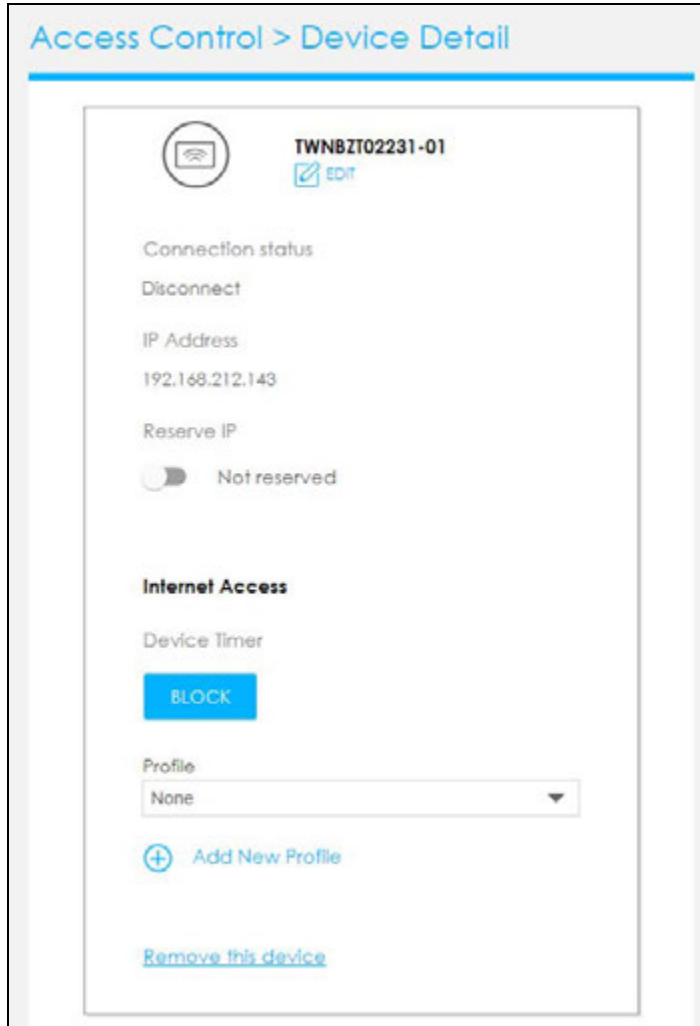 Access Control > Device Detail
TWNBZT02231-01
EDIT
Connection status
Disconnect
IP Address
192.168.212.143
Reserve IP
Not reserved
Internet Access
Device Timer
BLOCK
Profile
None
Add New Profile
Remove this device